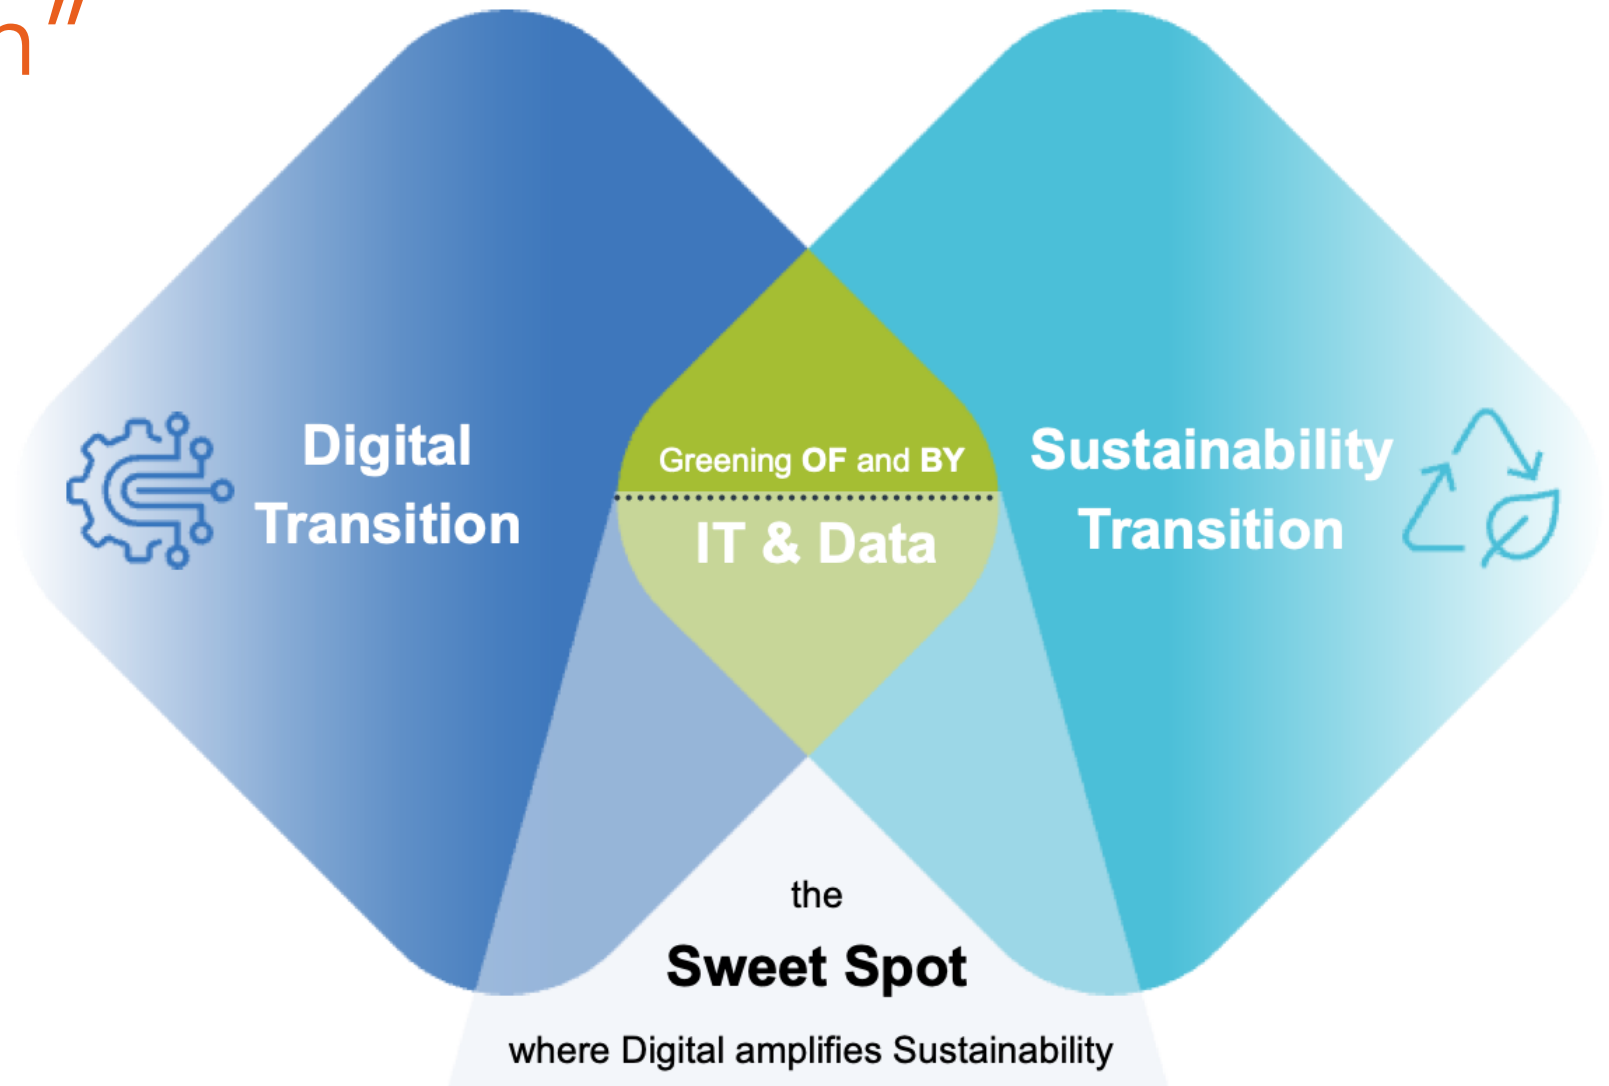 n”
Digital
Transition
Greening OF and BY
IT & Data
Sustainability
Transition
the
Sweet Spot
where Digital amplifies Sustainability